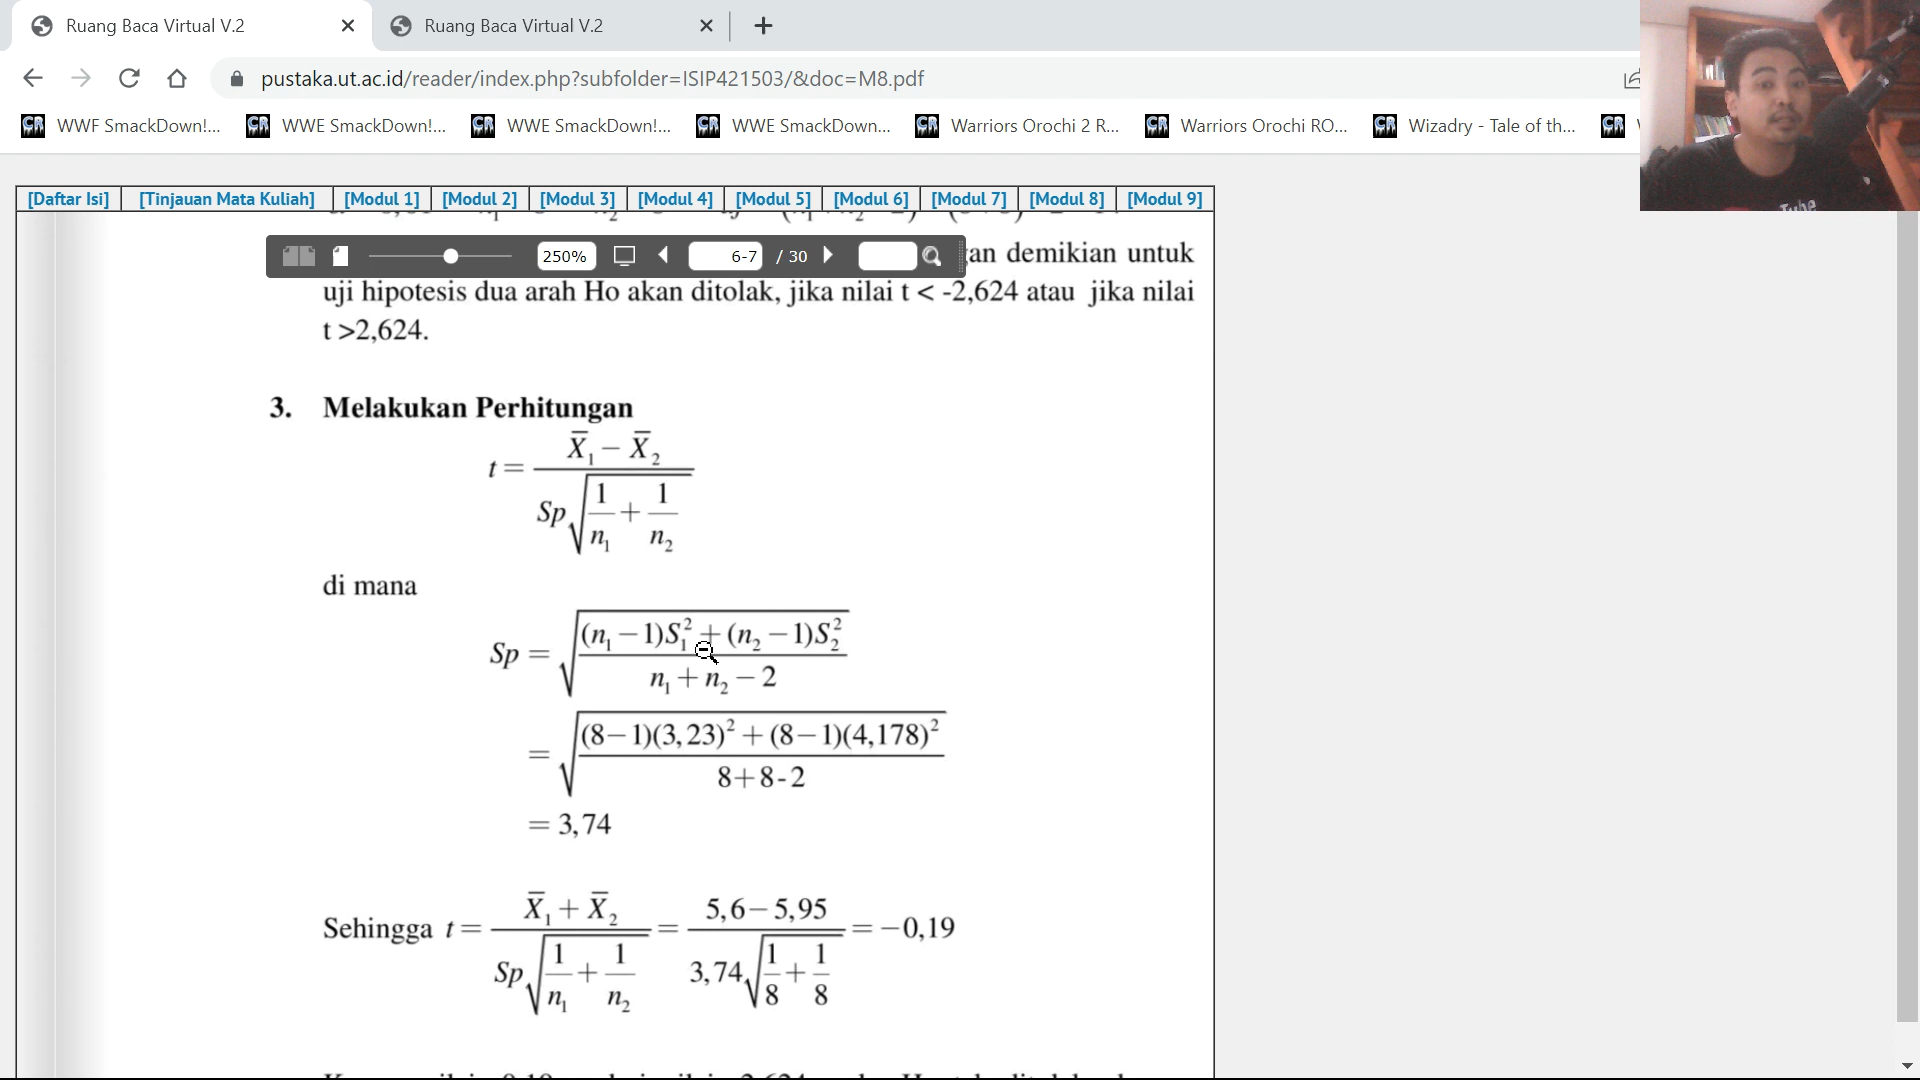 Ruang Baca Virtual V.2
Ruang Baca Virtual V.2
pustaka.ut.ac.id/reader/index.php?subfolder=ISIP421503/&doc=M8.pdf
WWF SmackDown!...
WWE SmackDown!...
WWE SmackDown!...
WWE SmackDown...
Warriors Orochi 2 R...
Warriors Orochi RO...
Wizadry - Tale of th...
[Daftar Isi] [Tinjauan Mata Kuliah] [Modul 1] [Modul 2] [Modul 3] [Modul 4] [Modul 5] [Modul 6] [Modul 7] [Modul 8] [Modul 9]
250% 6-7 / 30
demikian untuk
uji hipotesis dua arah Ho akan ditolak, jika nilai t < -2,624 atau jika nilai
t >2,624.
3. Melakukan Perhitungan
t = (X̅₁ − X̅₂) / (Sp √(1/n₁ + 1/n₂))
di mana
Sp = √(((n₁ − 1)S₁² + (n₂ − 1)S₂²) / (n₁ + n₂ − 2))
= √(((8−1)(3,23)² + (8−1)(4,178)²) / (8+8-2))
= 3,74
Sehingga t = (X̅₁ + X̅₂) / (Sp √(1/n₁ + 1/n₂)) = (5,6 − 5,95) / (3,74 √(1/8 + 1/8)) = −0,19